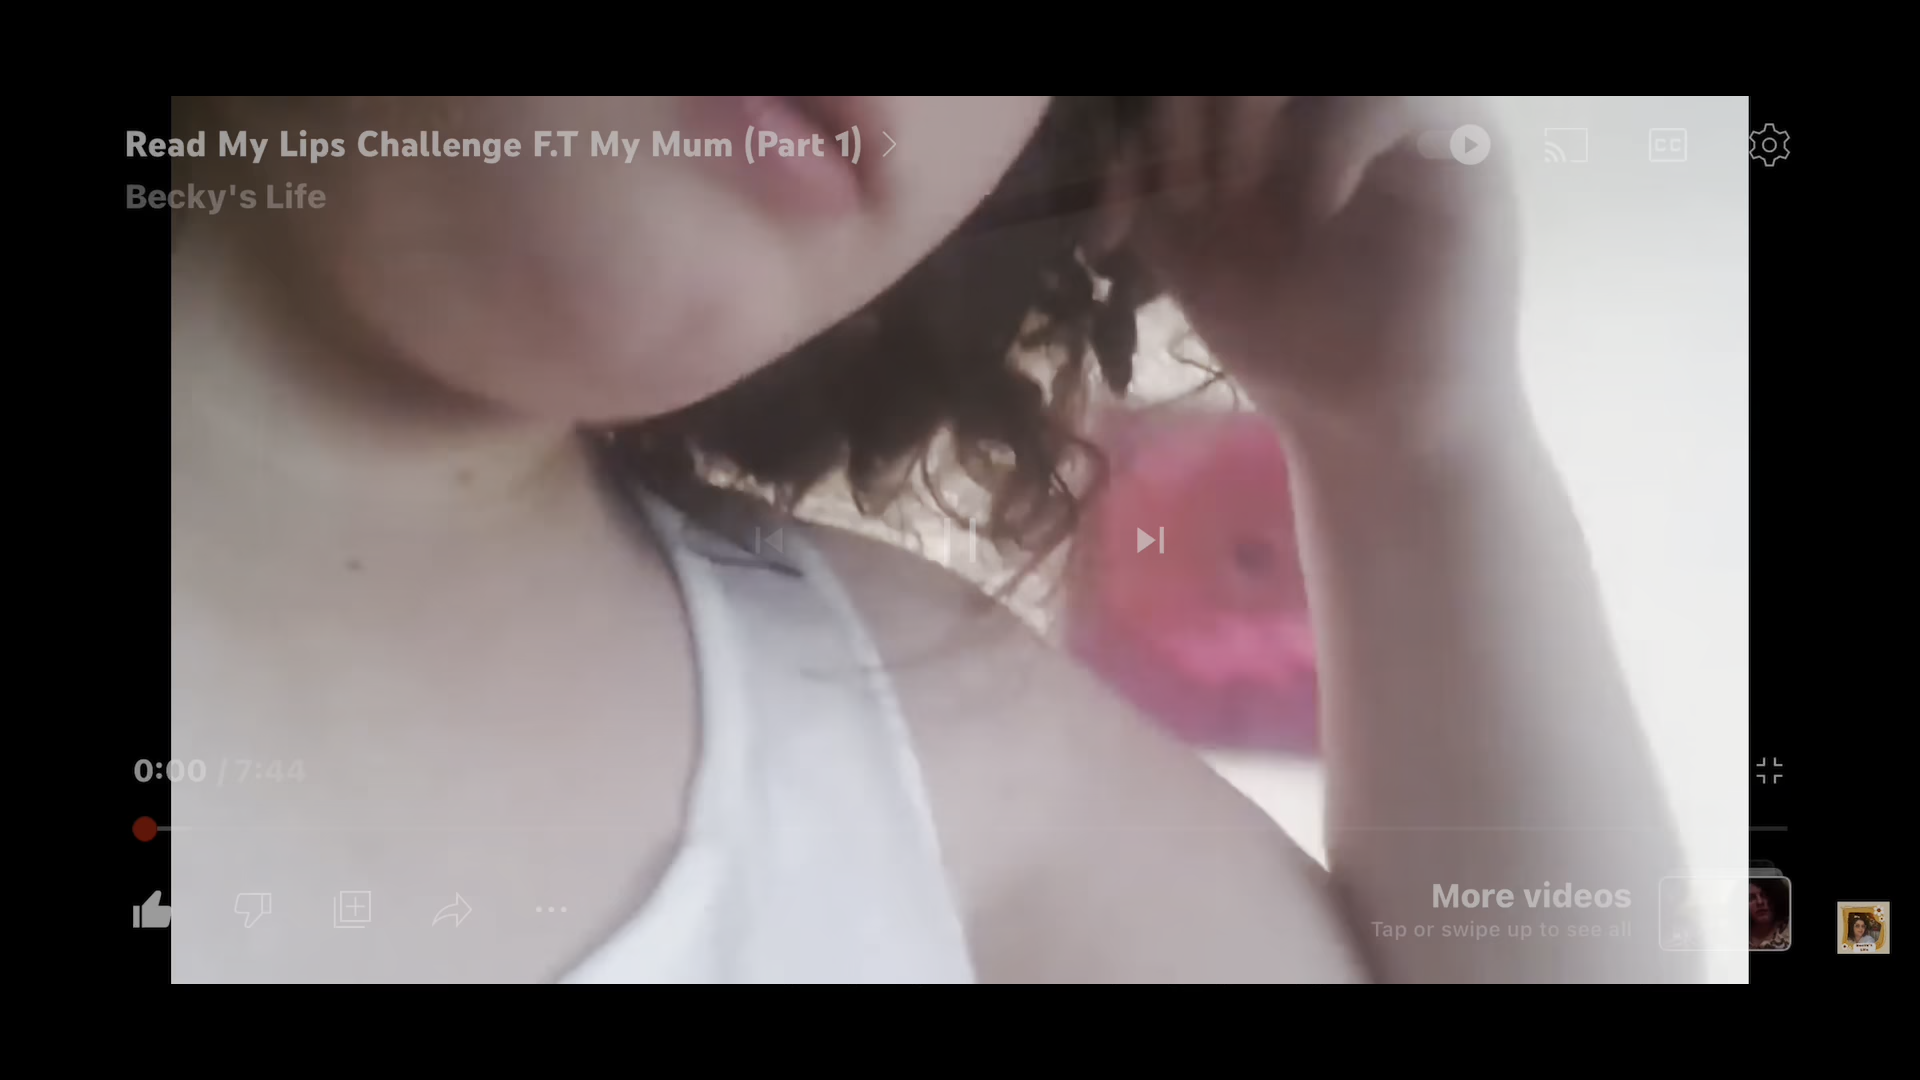 Read My Lips Challenge F.T My Mum (Part 1)
Becky's Life
CC
0:00 / 7:44
More videos
Tap or swipe up to see all